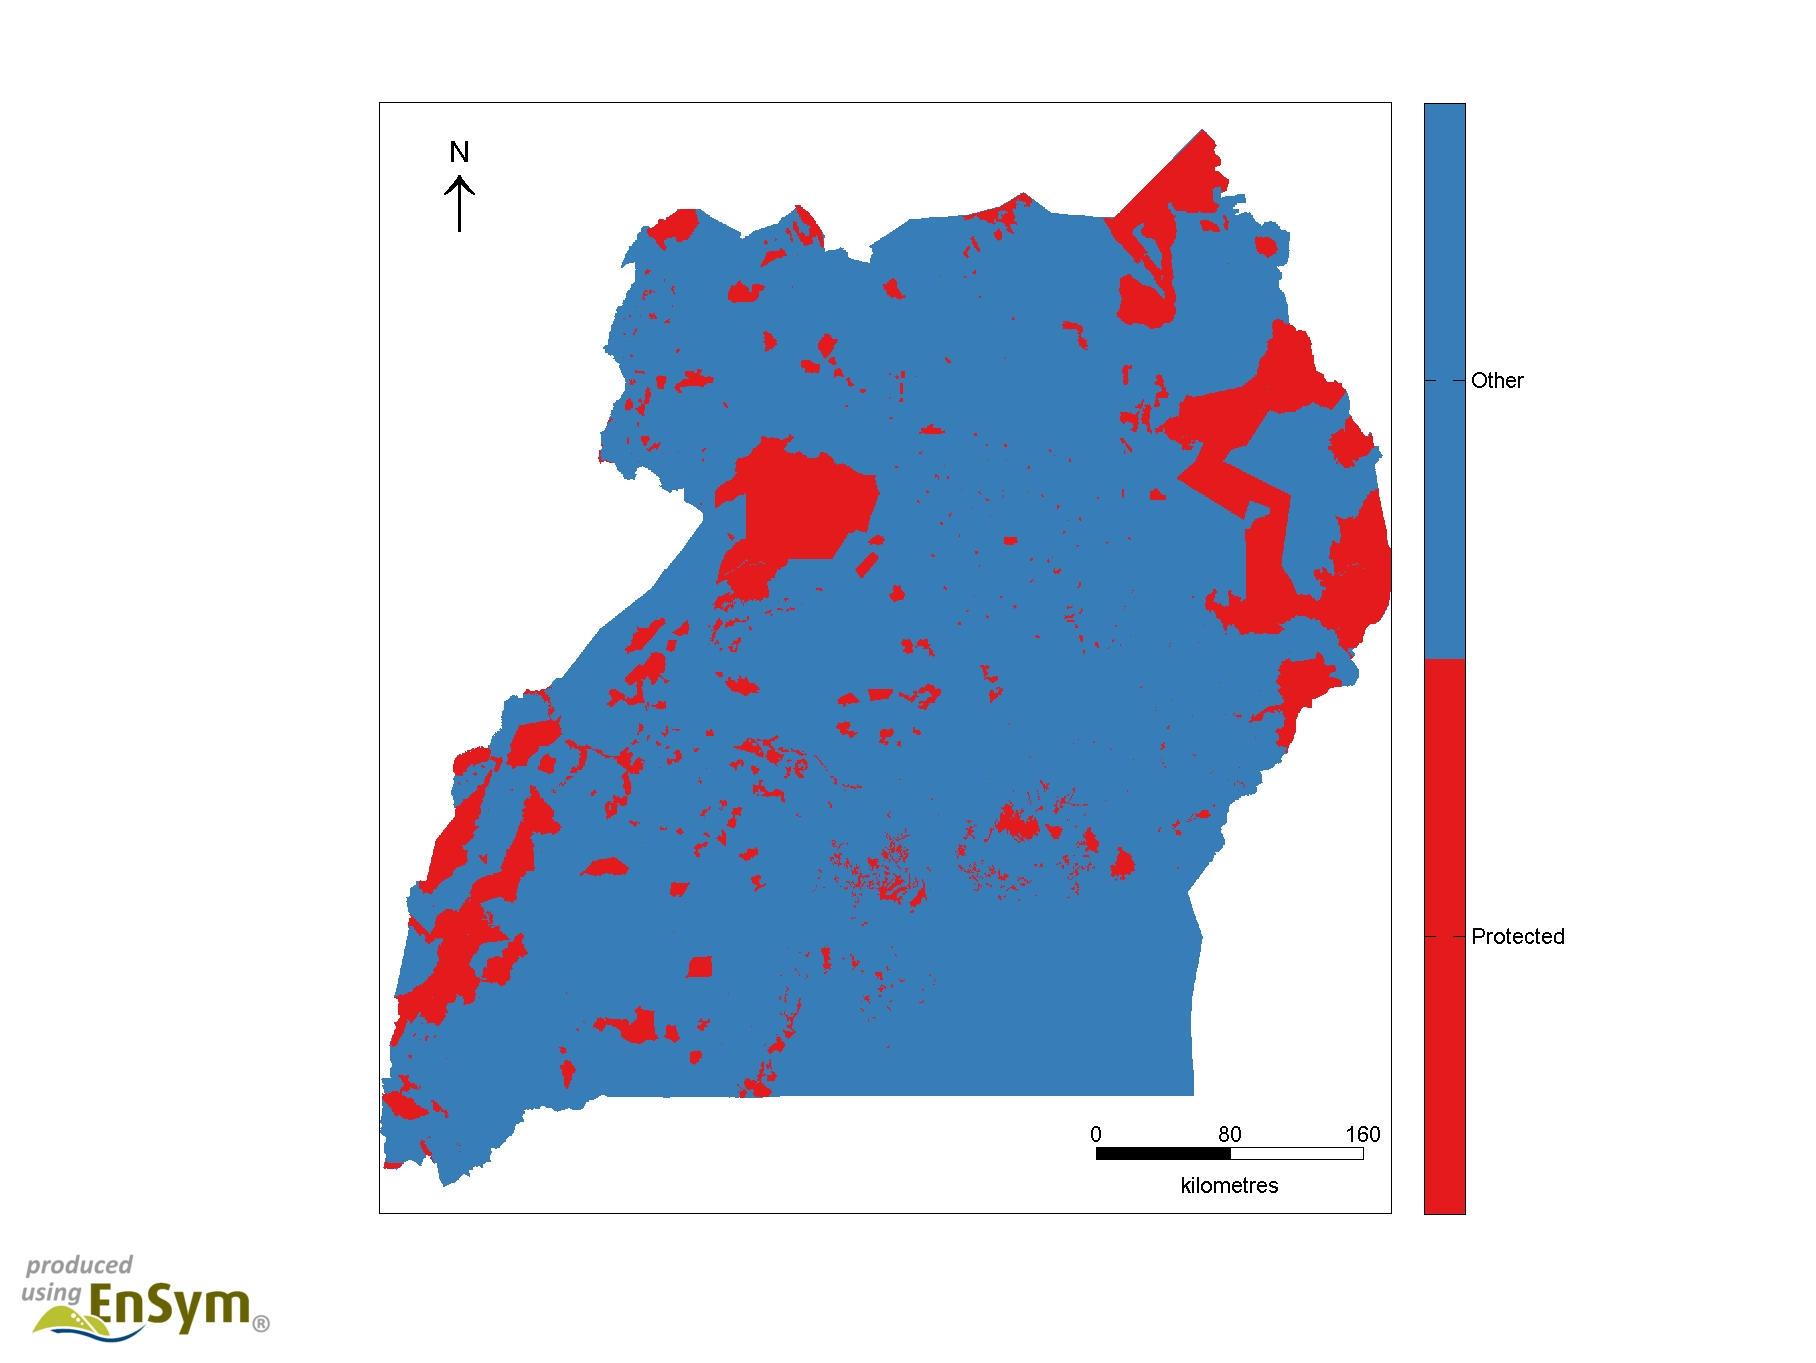 N
Other
Protected
0 80 160
kilometres
produced
using EnSym®